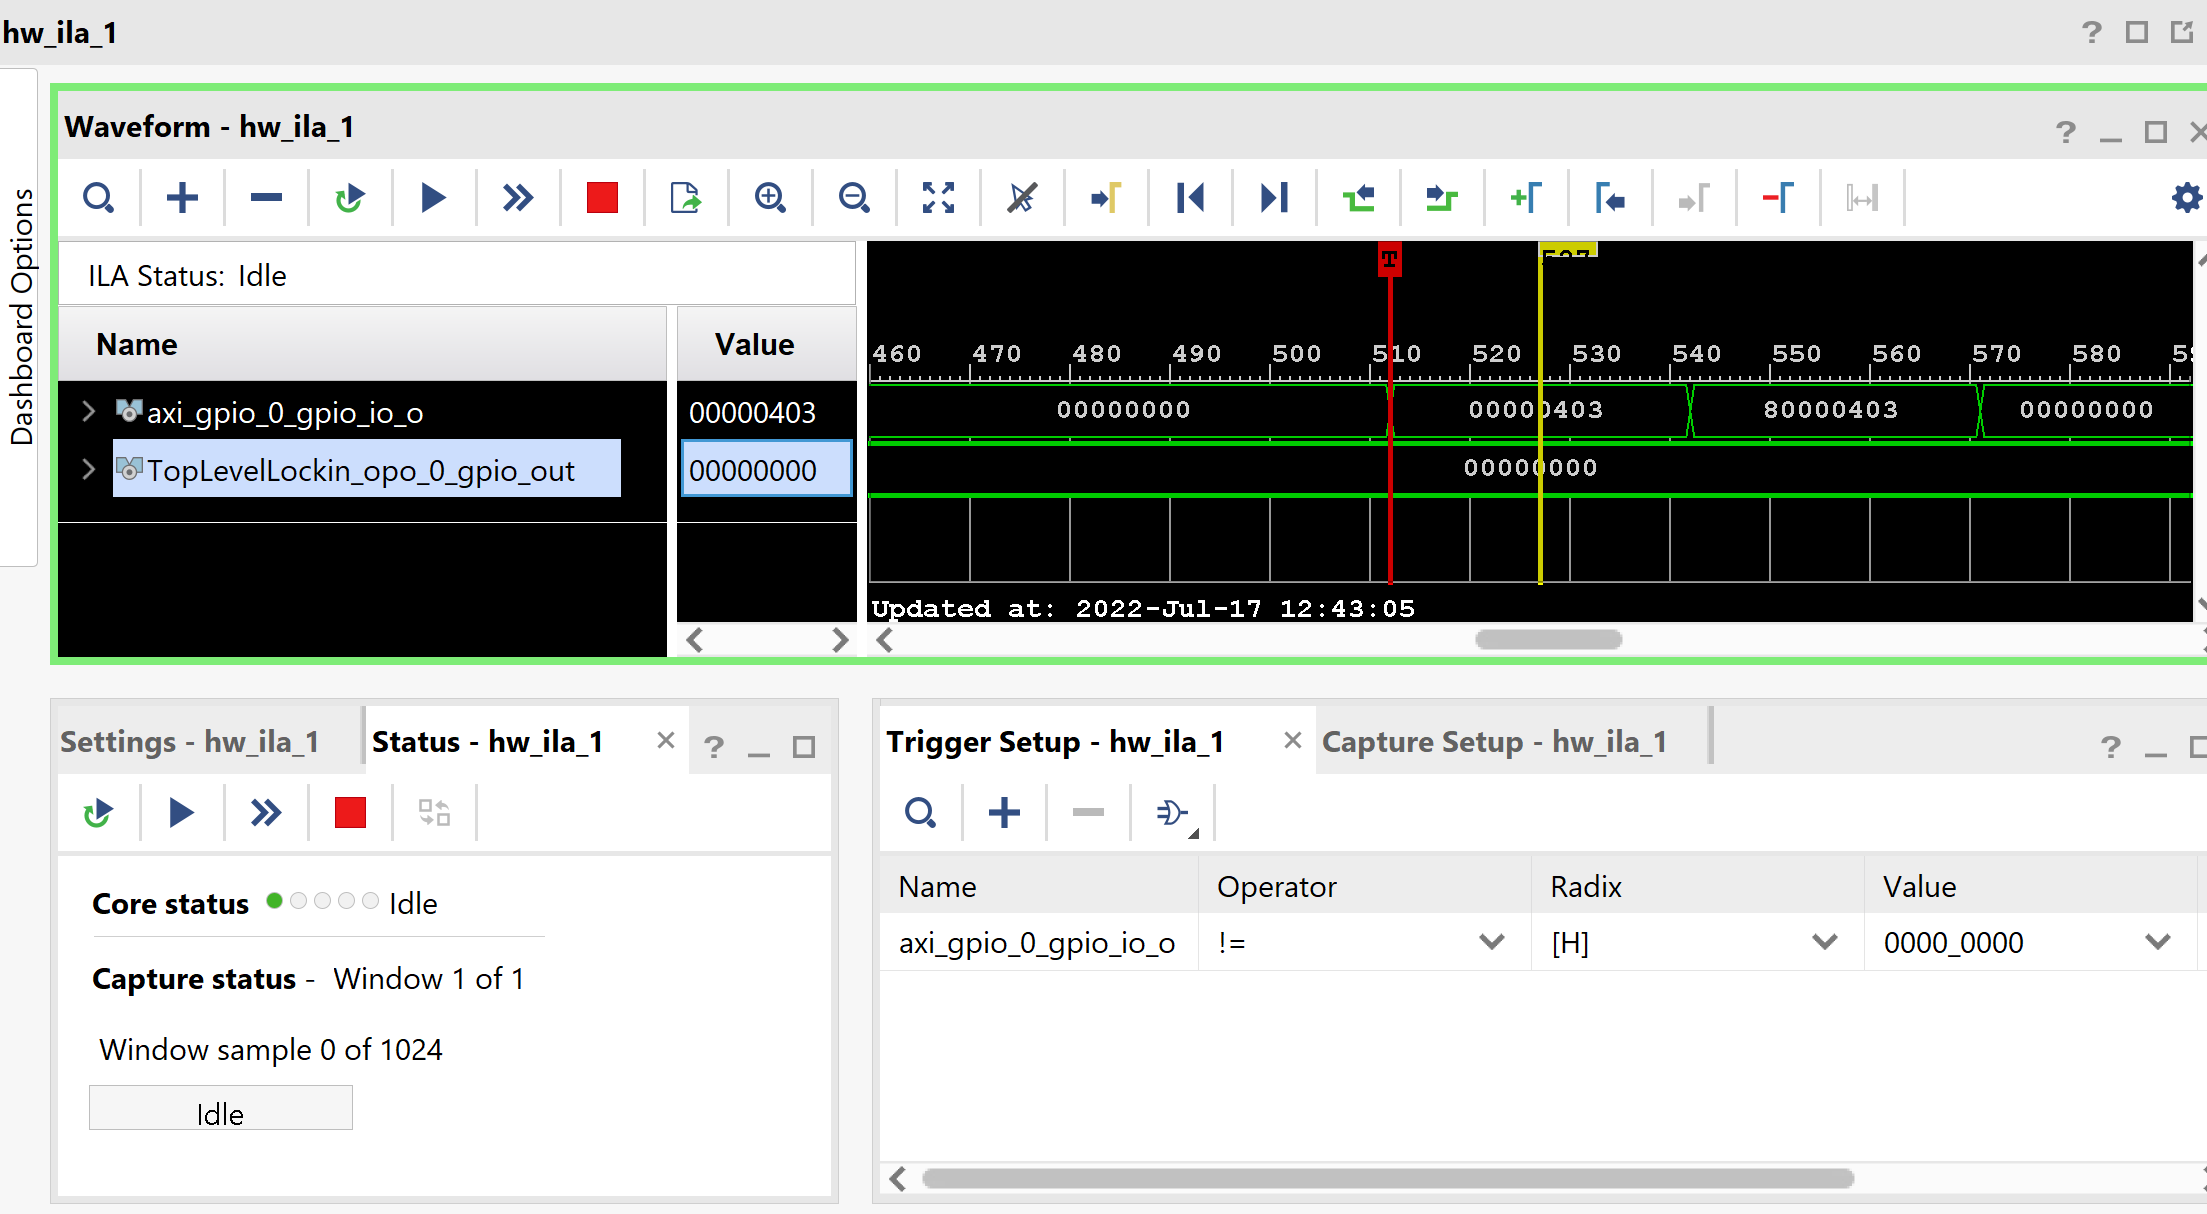 hw_ila_1
Dashboard Options
Waveform - hw_ila_1
ILA Status: Idle
Name Value
T
460 470 480 490 500 510 520 530 540 550 560 570 580
axi_gpio_0_gpio_io_o 00000403 00000000 00000403 80000403 00000000
TopLevelLockin_opo_0_gpio_out 00000000 00000000
Updated at: 2022-Jul-17 12:43:05
Settings - hw_ila_1 Status - hw_ila_1
Core status Idle
Capture status - Window 1 of 1
Window sample 0 of 1024
Idle
Trigger Setup - hw_ila_1 Capture Setup - hw_ila_1
Name Operator Radix Value
axi_gpio_0_gpio_io_o != [H] 0000_0000